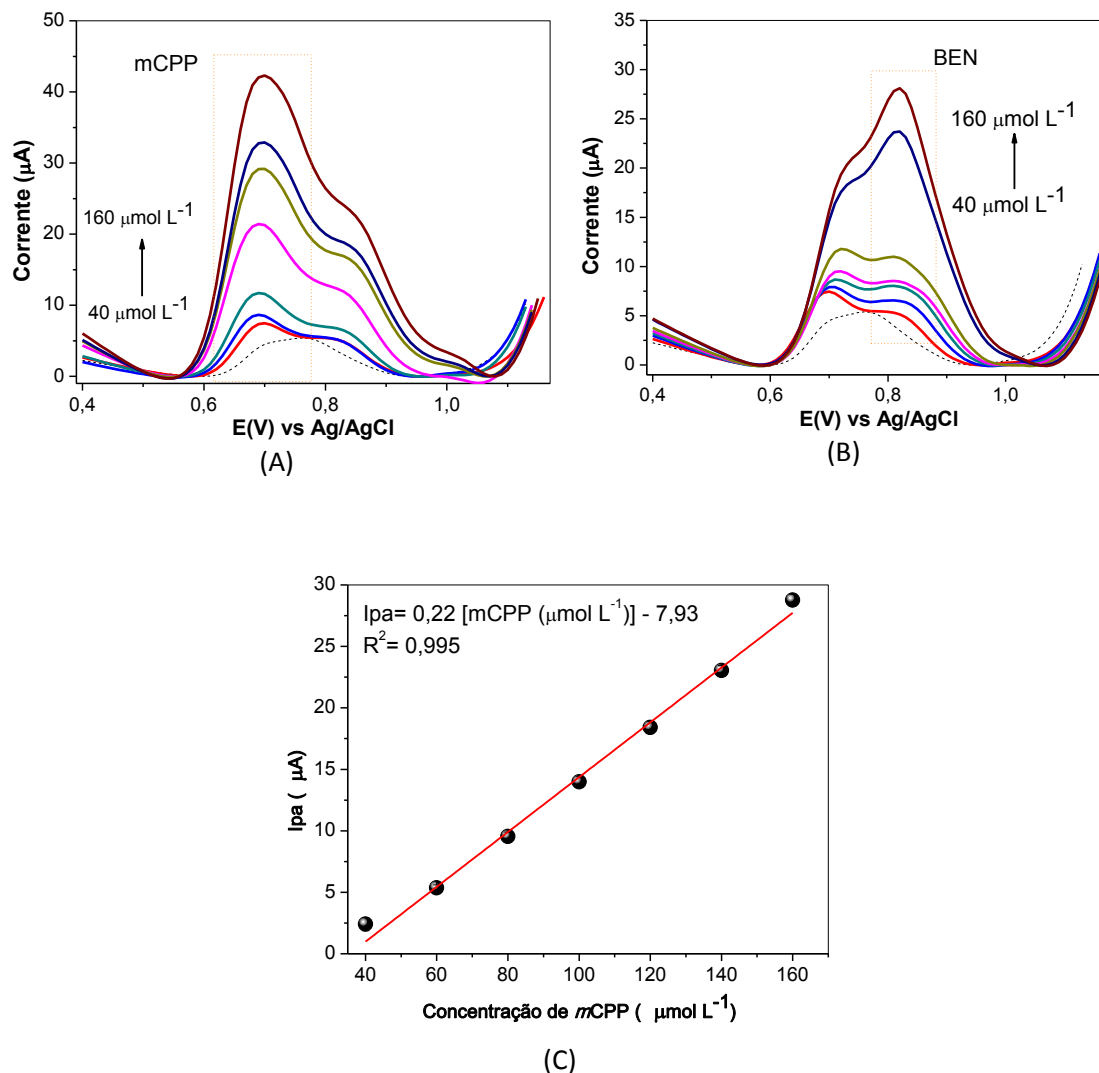 50
40
30
20
10
0
Corrente (µA)
mCPP
160 µmol L-1
40 µmol L-1
0,4
0,6
0,8
1,0
E(V) vs Ag/AgCl
(A)
35
30
25
20
15
10
5
0
Corrente (µA)
BEN
160 µmol L-1
40 µmol L-1
0,4
0,6
0,8
1,0
E(V) vs Ag/AgCl
(B)
30
25
20
15
10
5
0
Ipa ( µA)
Ipa= 0,22 [mCPP (µmol L-1)] - 7,93
R2= 0,995
40
60
80
100
120
140
160
Concentração de mCPP ( µmol L-1)
(C)